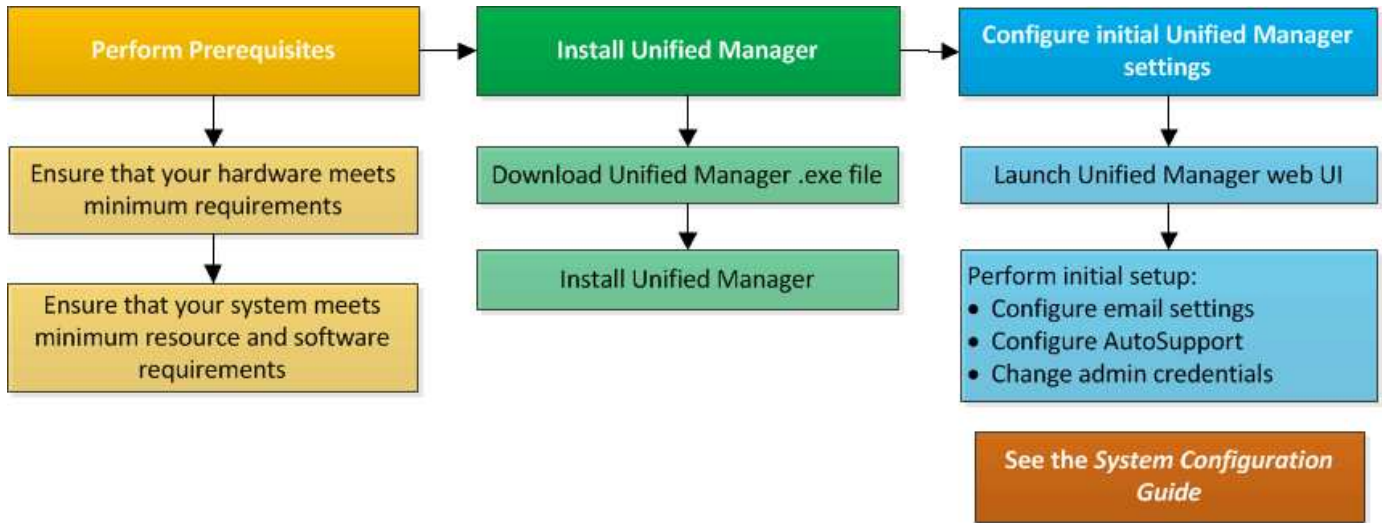 Perform Prerequisites
Ensure that your hardware meets
minimum requirements
Ensure that your system meets
minimum resource and software
requirements
Install Unified Manager
Download Unified Manager .exe file
Install Unified Manager
Configure initial Unified Manager
settings
Launch Unified Manager web UI
Perform initial setup:
• Configure email settings
• Configure AutoSupport
• Change admin credentials
See the System Configuration
Guide